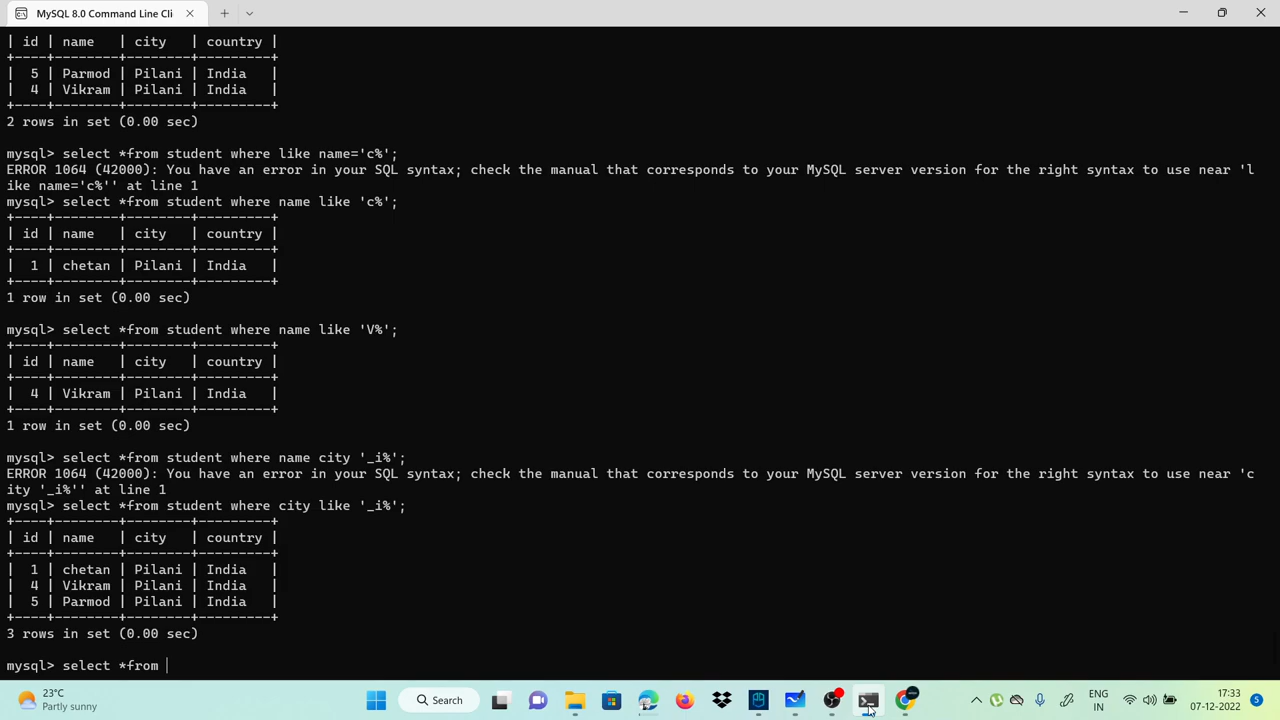 MySQL 8.0 Command Line Cli
| id | name   | city   | country |
+----+--------+--------+---------+
|  5 | Parmod | Pilani | India   |
|  4 | Vikram | Pilani | India   |
+----+--------+--------+---------+
2 rows in set (0.00 sec)
mysql> select *from student where like name='c%';
ERROR 1064 (42000): You have an error in your SQL syntax; check the manual that corresponds to your MySQL server version for the right syntax to use near 'l
ike name='c%'' at line 1
mysql> select *from student where name like 'c%';
+----+--------+--------+---------+
| id | name   | city   | country |
+----+--------+--------+---------+
|  1 | chetan | Pilani | India   |
+----+--------+--------+---------+
1 row in set (0.00 sec)
mysql> select *from student where name like 'V%';
+----+--------+--------+---------+
| id | name   | city   | country |
+----+--------+--------+---------+
|  4 | Vikram | Pilani | India   |
+----+--------+--------+---------+
1 row in set (0.00 sec)
mysql> select *from student where name city '_i%';
ERROR 1064 (42000): You have an error in your SQL syntax; check the manual that corresponds to your MySQL server version for the right syntax to use near 'c
ity '_i%'' at line 1
mysql> select *from student where city like '_i%';
+----+--------+--------+---------+
| id | name   | city   | country |
+----+--------+--------+---------+
|  1 | chetan | Pilani | India   |
|  4 | Vikram | Pilani | India   |
|  5 | Parmod | Pilani | India   |
+----+--------+--------+---------+
3 rows in set (0.00 sec)
mysql> select *from
23°C
Partly sunny
Search
ENG
IN
17:33
07-12-2022
5